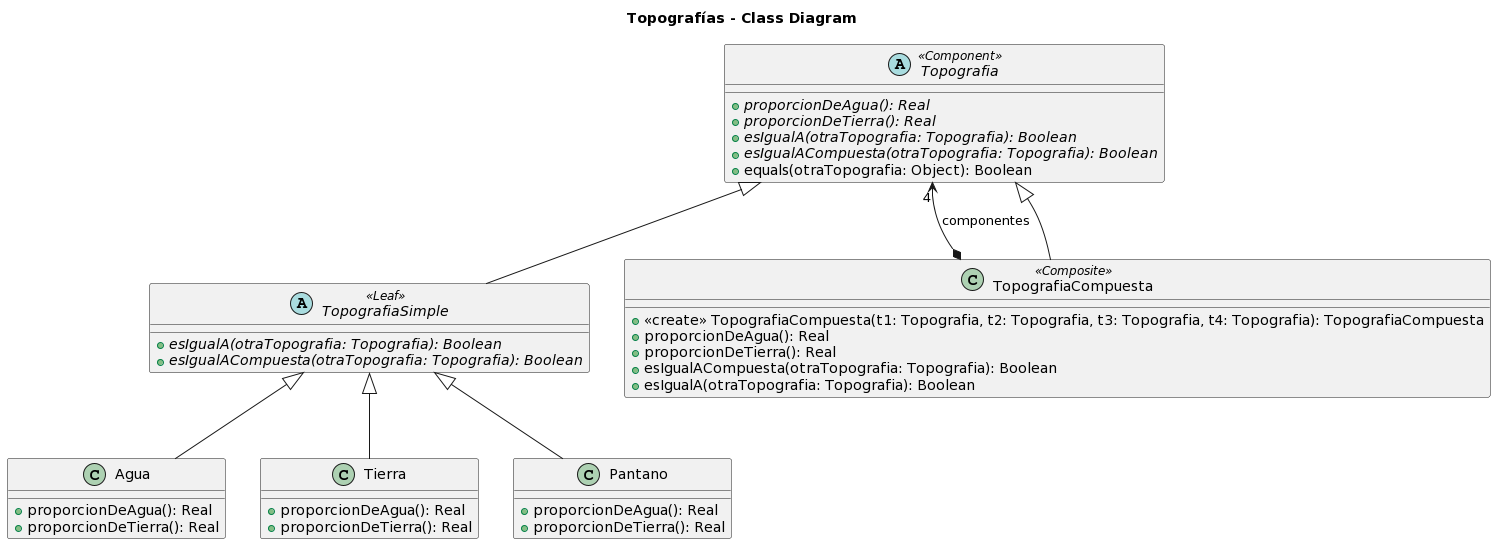 Topografías - Class Diagram
A
«Component»
Topografia
proporcionDeAgua(): Real
proporcionDeTierra(): Real
esIgualA(otraTopografia: Topografia): Boolean
esIgualACompuesta(otraTopografia: Topografia): Boolean
equals(otraTopografia: Object): Boolean
4
componentes
A
«Leaf»
TopografiaSimple
esIgualA(otraTopografia: Topografia): Boolean
esIgualACompuesta(otraTopografia: Topografia): Boolean
C
«Composite»
TopografiaCompuesta
«create» TopografiaCompuesta(t1: Topografia, t2: Topografia, t3: Topografia, t4: Topografia): TopografiaCompuesta
proporcionDeAgua(): Real
proporcionDeTierra(): Real
esIgualACompuesta(otraTopografia: Topografia): Boolean
esIgualA(otraTopografia: Topografia): Boolean
C Agua
proporcionDeAgua(): Real
proporcionDeTierra(): Real
C Tierra
proporcionDeAgua(): Real
proporcionDeTierra(): Real
C Pantano
proporcionDeAgua(): Real
proporcionDeTierra(): Real